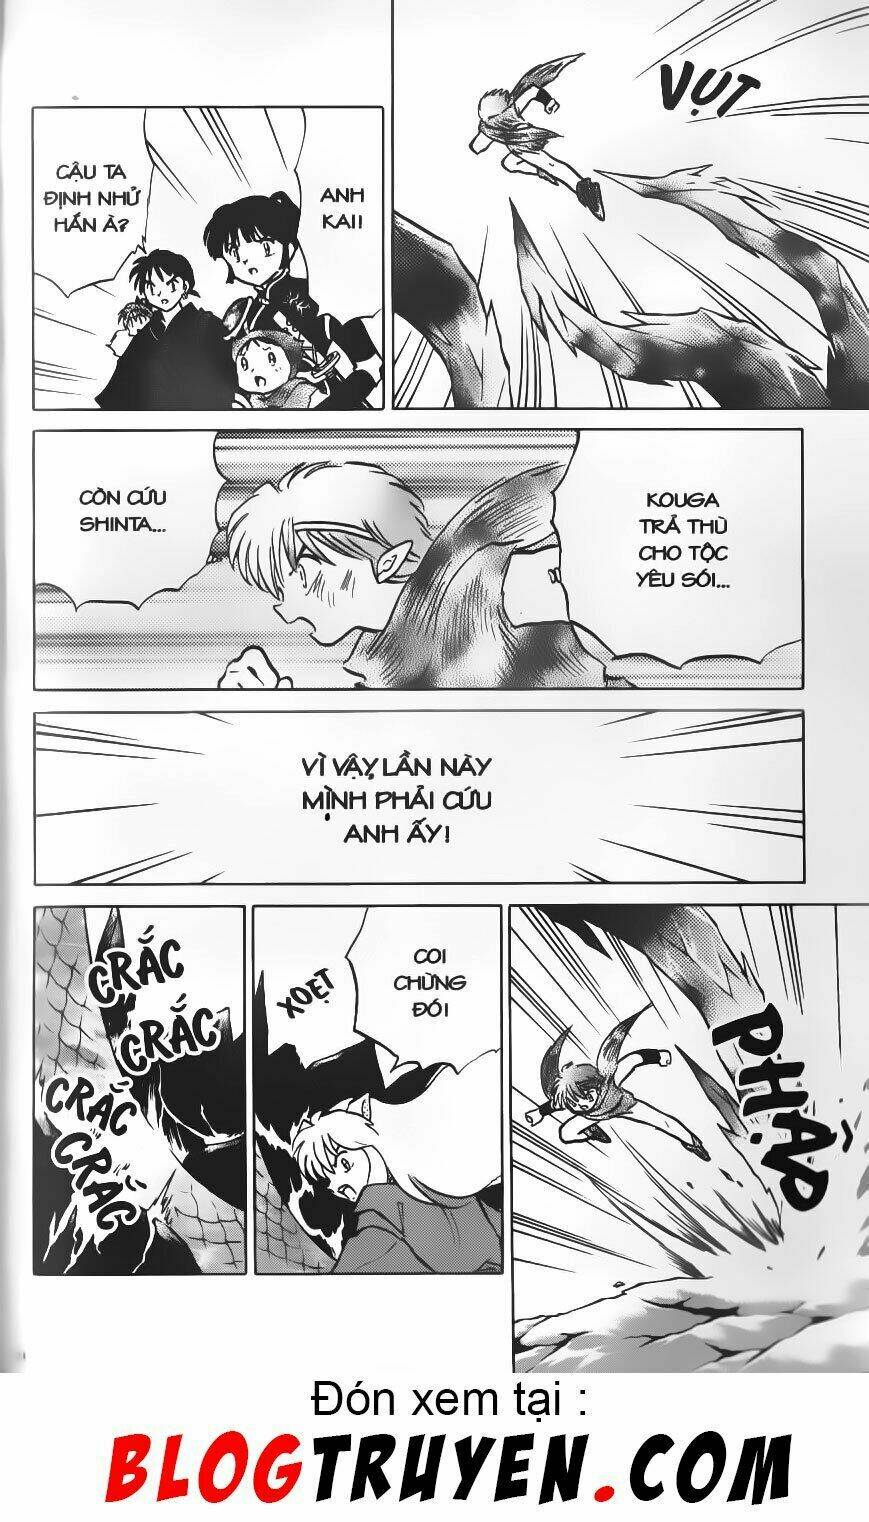 VỤT
ANH
KAI!
CẬU TA
ĐỊNH NHỬ
HẮN À?
KOUGA
TRẢ THÙ
CHO TỘC
YÊU SÓI...
CÒN CỨU
SHINTA...
VÌ VẬY, LẦN NÀY
MÌNH PHẢI CỨU
ANH ẤY!
PHẬP
COI
CHỪNG
ĐÓ!
XOẸT
CRẮC
CRẮC
CRẮC
CRẮC
Đón xem tại :
BLOGTRUYEN.COM